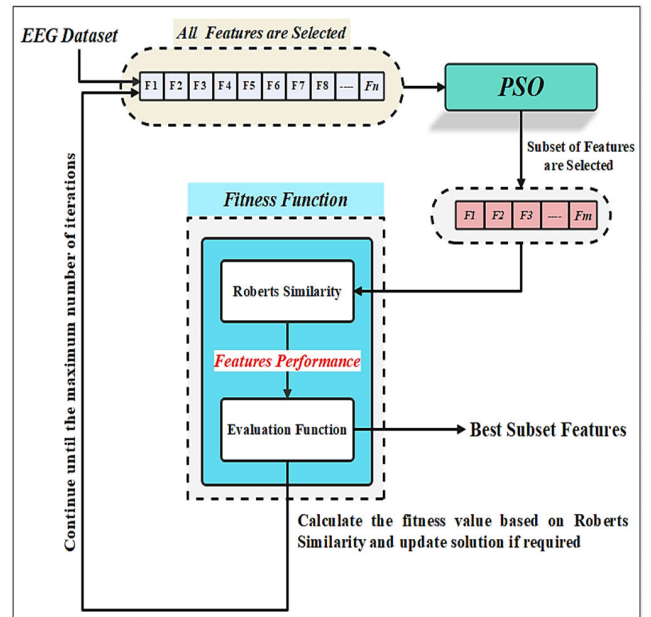 EEG Dataset
All Features are Selected
F1 F2 F3 F4 F5 F6 F7 F8 ---- Fn
PSO
Subset of Features
are Selected
F1 F2 F3 ---- Fm
Fitness Function
Roberts Similarity
Features Performance
Evaluation Function
Best Subset Features
Calculate the fitness value based on Roberts
Similarity and update solution if required
Continue until the maximum number of iterations